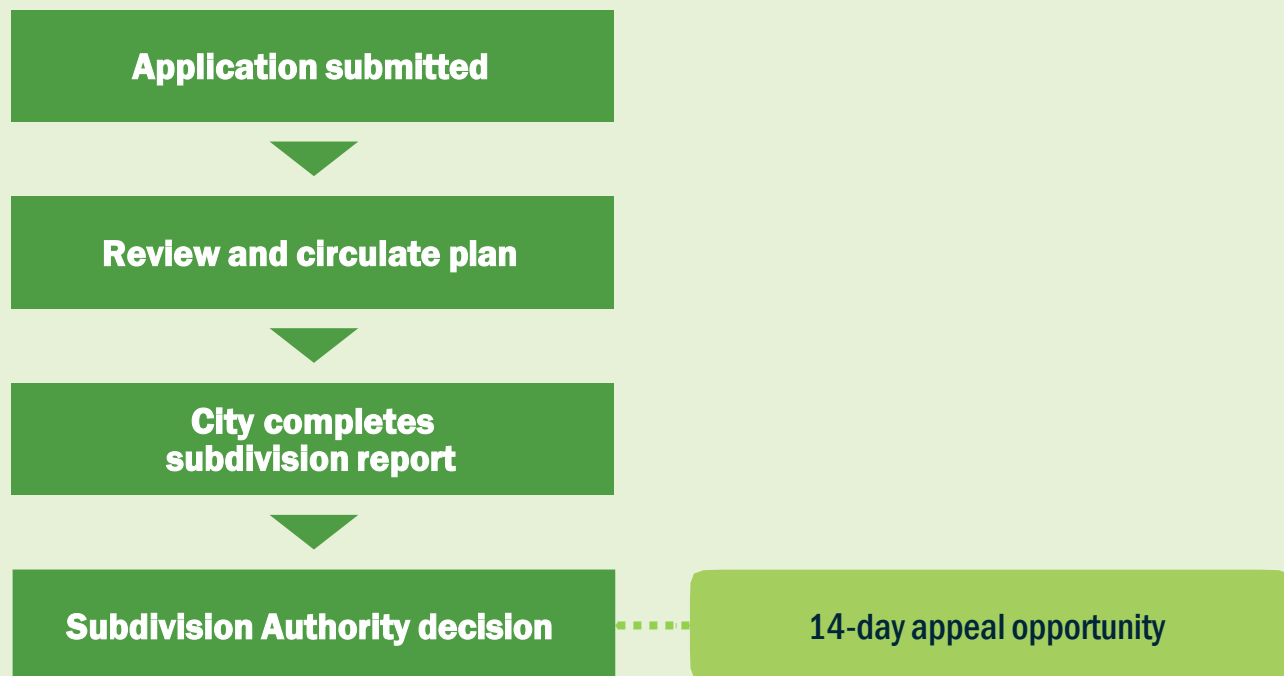 Application submitted
Review and circulate plan
City completes
subdivision report
Subdivision Authority decision
14-day appeal opportunity